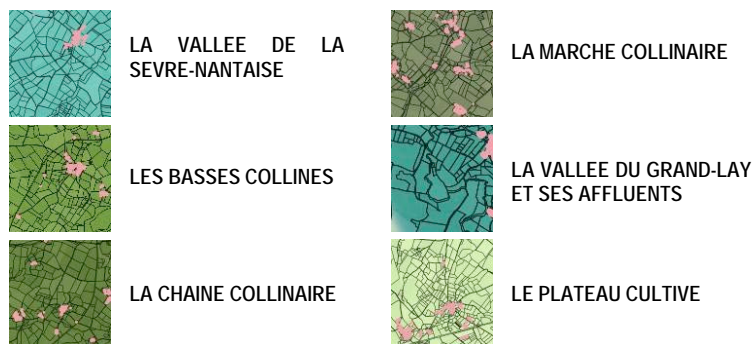 LA VALLEE DE LA
SEVRE-NANTAISE
LA MARCHE COLLINAIRE
LES BASSES COLLINES
LA VALLEE DU GRAND-LAY
ET SES AFFLUENTS
LA CHAINE COLLINAIRE
LE PLATEAU CULTIVE